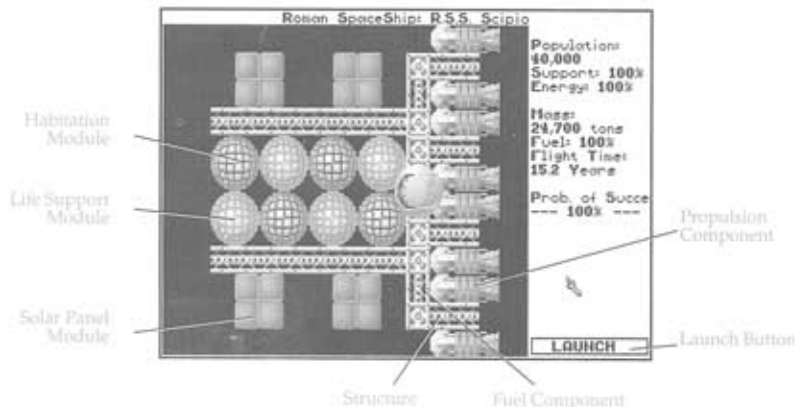 Roman SpaceShip: R.S.S. Scipio
Population:
40,000
Support: 100%
Energy: 100%
Mass:
24,700 tons
Fuel: 100%
Flight Time:
15.2 Years
Prob. of Succe
--- 100% ---
LAUNCH
Habitation
Module
Life Support
Module
Solar Panel
Module
Structure
Fuel Component
Propulsion
Component
Launch Button